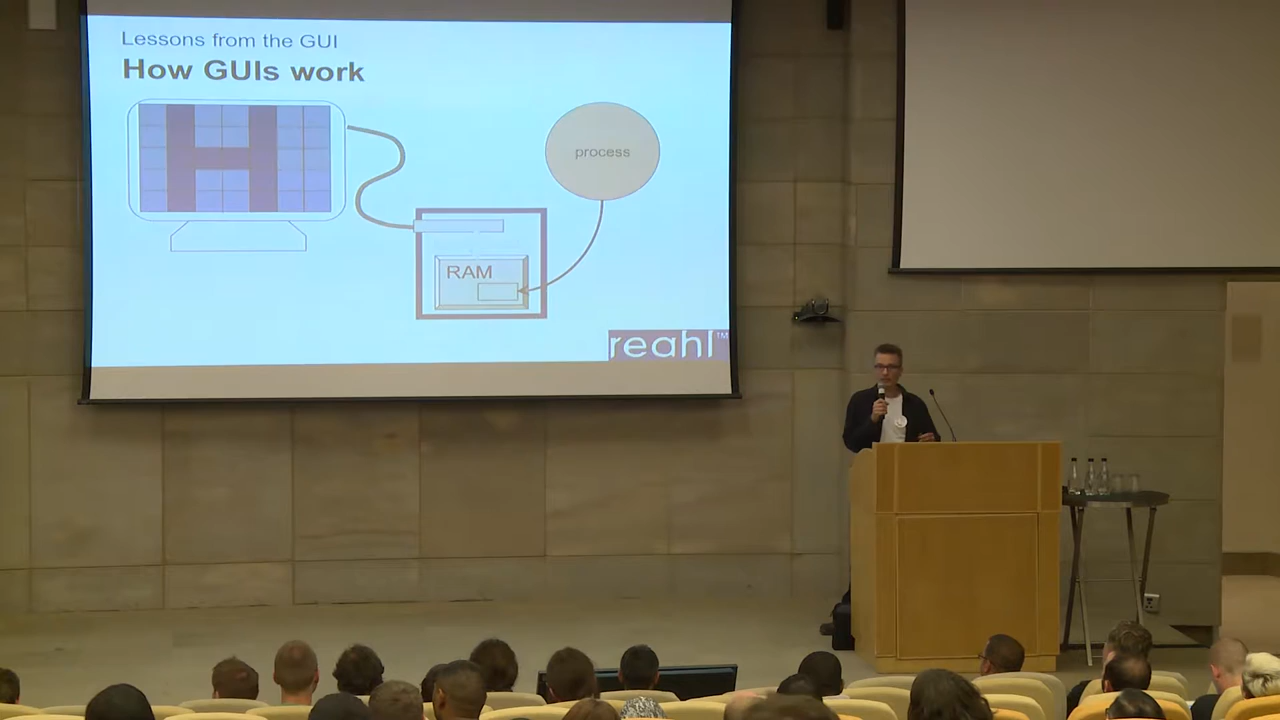 Lessons from the GUI
How GUIs work
process
RAM
reahl™